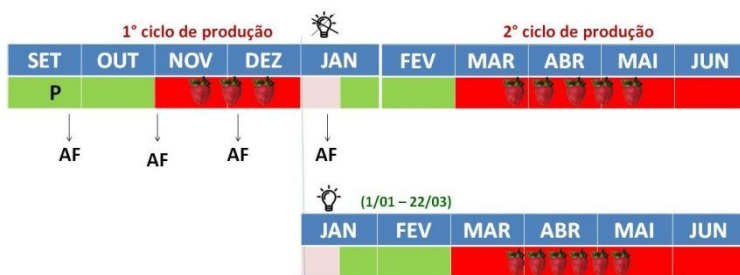 1° ciclo de produção 2° ciclo de produção
SET OUT NOV DEZ JAN FEV MAR ABR MAI JUN
P
AF AF AF AF
(1/01 – 22/03)
JAN FEV MAR ABR MAI JUN